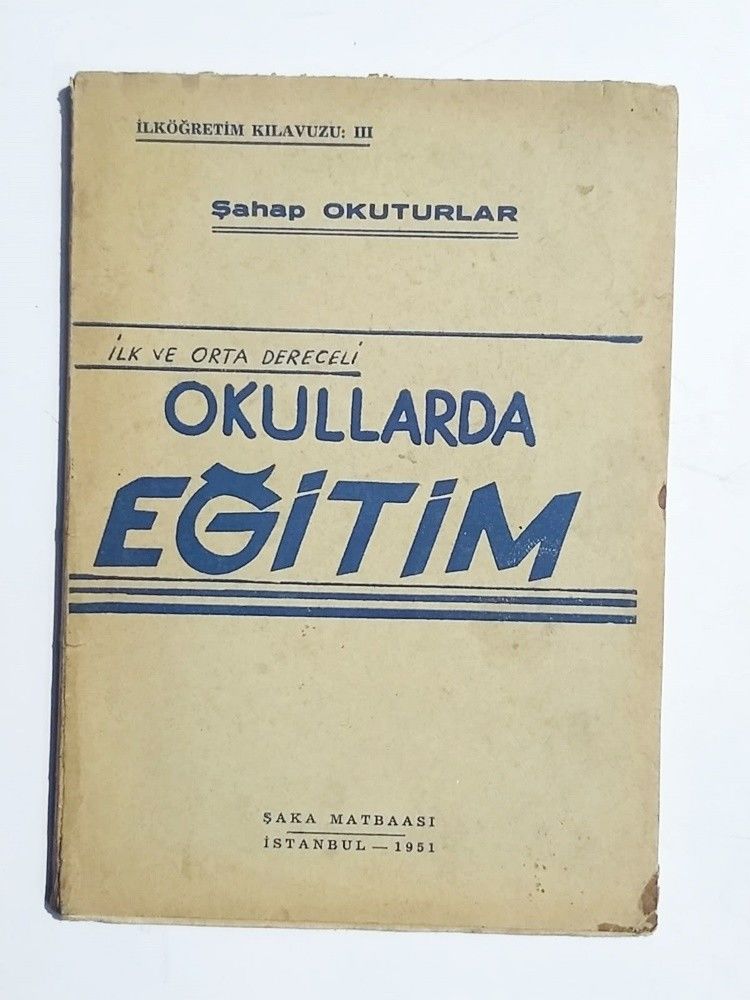 İLKÖĞRETİM KILAVUZU: III
Şahap OKUTURLAR
İLK VE ORTA DERECELİ
OKULLARDA
EĞİTİM
ŞAKA MATBAASI
İSTANBUL — 1951